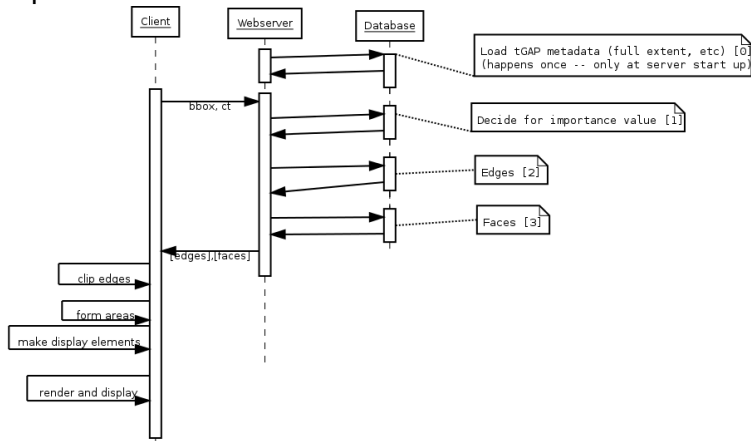 Client
Webserver
Database
Load tGAP metadata (full extent, etc) [0]
(happens once -- only at server start up)
bbox, ct
Decide for importance value [1]
Edges [2]
Faces [3]
[edges],[faces]
clip edges
form areas
make display elements
render and display